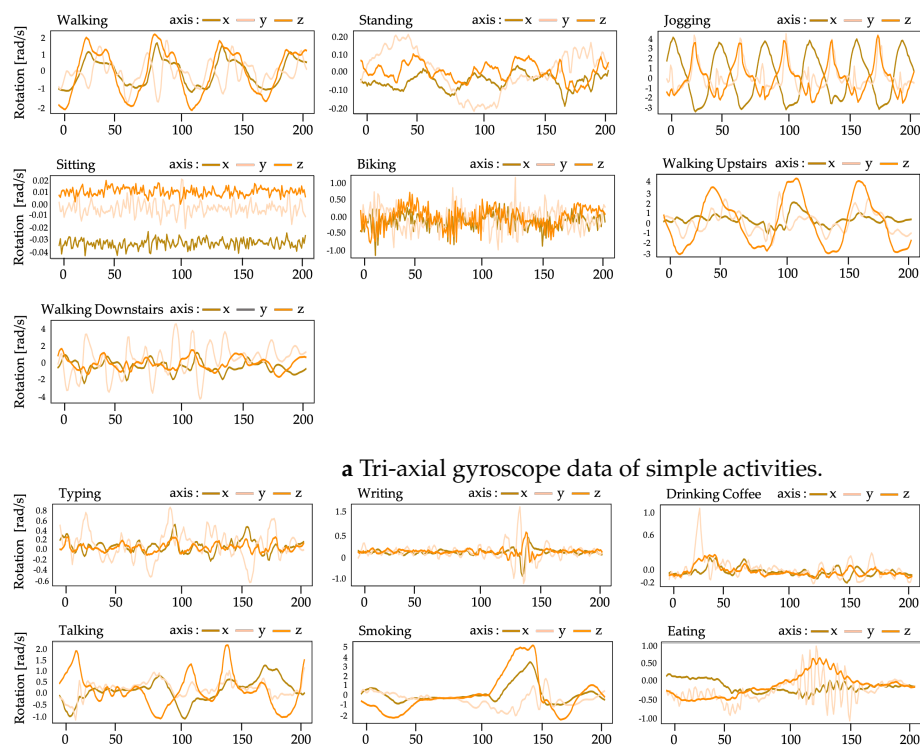 Walking axis: x y z
Standing axis: x y z
Jogging axis: x y z
Rotation [rad/s]
2
1
0
-1
-2
0 50 100 150 200
0.20
0.10
0.00
-0.10
-0.20
0 50 100 150 200
4
3
2
1
0
-1
-2
-3
0 50 100 150 200
Sitting axis: x y z
Biking axis: x y z
Walking Upstairs axis: x y z
Rotation [rad/s]
0.02
0.01
0.00
-0.01
-0.02
-0.03
-0.04
0 50 100 150 200
1.00
0.50
0.00
-0.50
-1.00
0 50 100 150 200
4
3
2
1
0
-1
-2
-3
0 50 100 150 200
Walking Downstairs axis: x y z
Rotation [rad/s]
4
2
0
-2
-4
0 50 100 150 200
a Tri-axial gyroscope data of simple activities.
Typing axis: x y z
Writing axis: x y z
Drinking Coffee axis: x y z
Rotation [rad/s]
0.8
0.6
0.4
0.2
0.0
-0.2
-0.4
-0.6
0 50 100 150 200
1.5
0.5
0
-1.0
0 50 100 150 200
1.0
0.6
0.0
-0.2
0 50 100 150 200
Talking axis: x y z
Smoking axis: x y z
Eating axis: x y z
Rotation [rad/s]
2.0
1.5
1.0
0.5
0.0
-0.5
-1.0
0 50 100 150 200
5
4
3
2
1
0
-1
-2
0 50 100 150 200
1.00
0.50
0.00
-0.50
-1.00
0 50 100 150 200